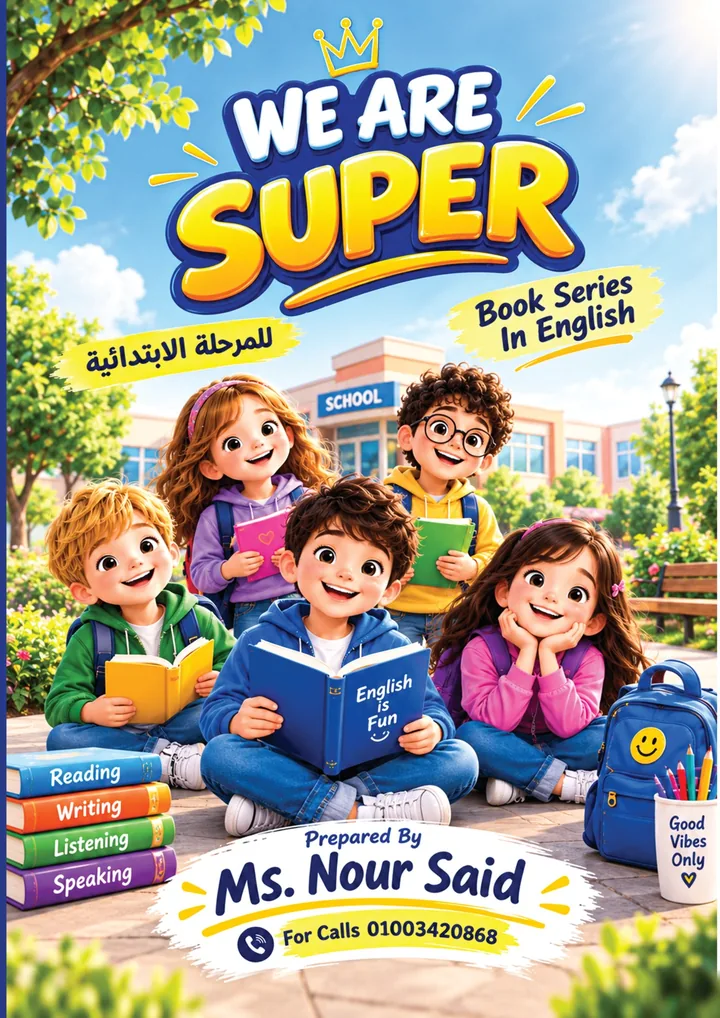 WE ARE
SUPER
للمرحلة الابتدائية
Book Series
In English
SCHOOL
English
is
Fun
Reading
Writing
Listening
Speaking
Good
Vibes
Only
Prepared By
Ms. Nour Said
For Calls 01003420868